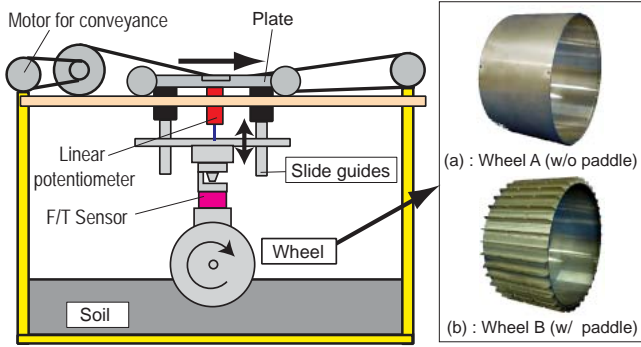 Motor for conveyance
Plate
Linear
potentiometer
Slide guides
F/T Sensor
Wheel
Soil
(a) : Wheel A (w/o paddle)
(b) : Wheel B (w/ paddle)